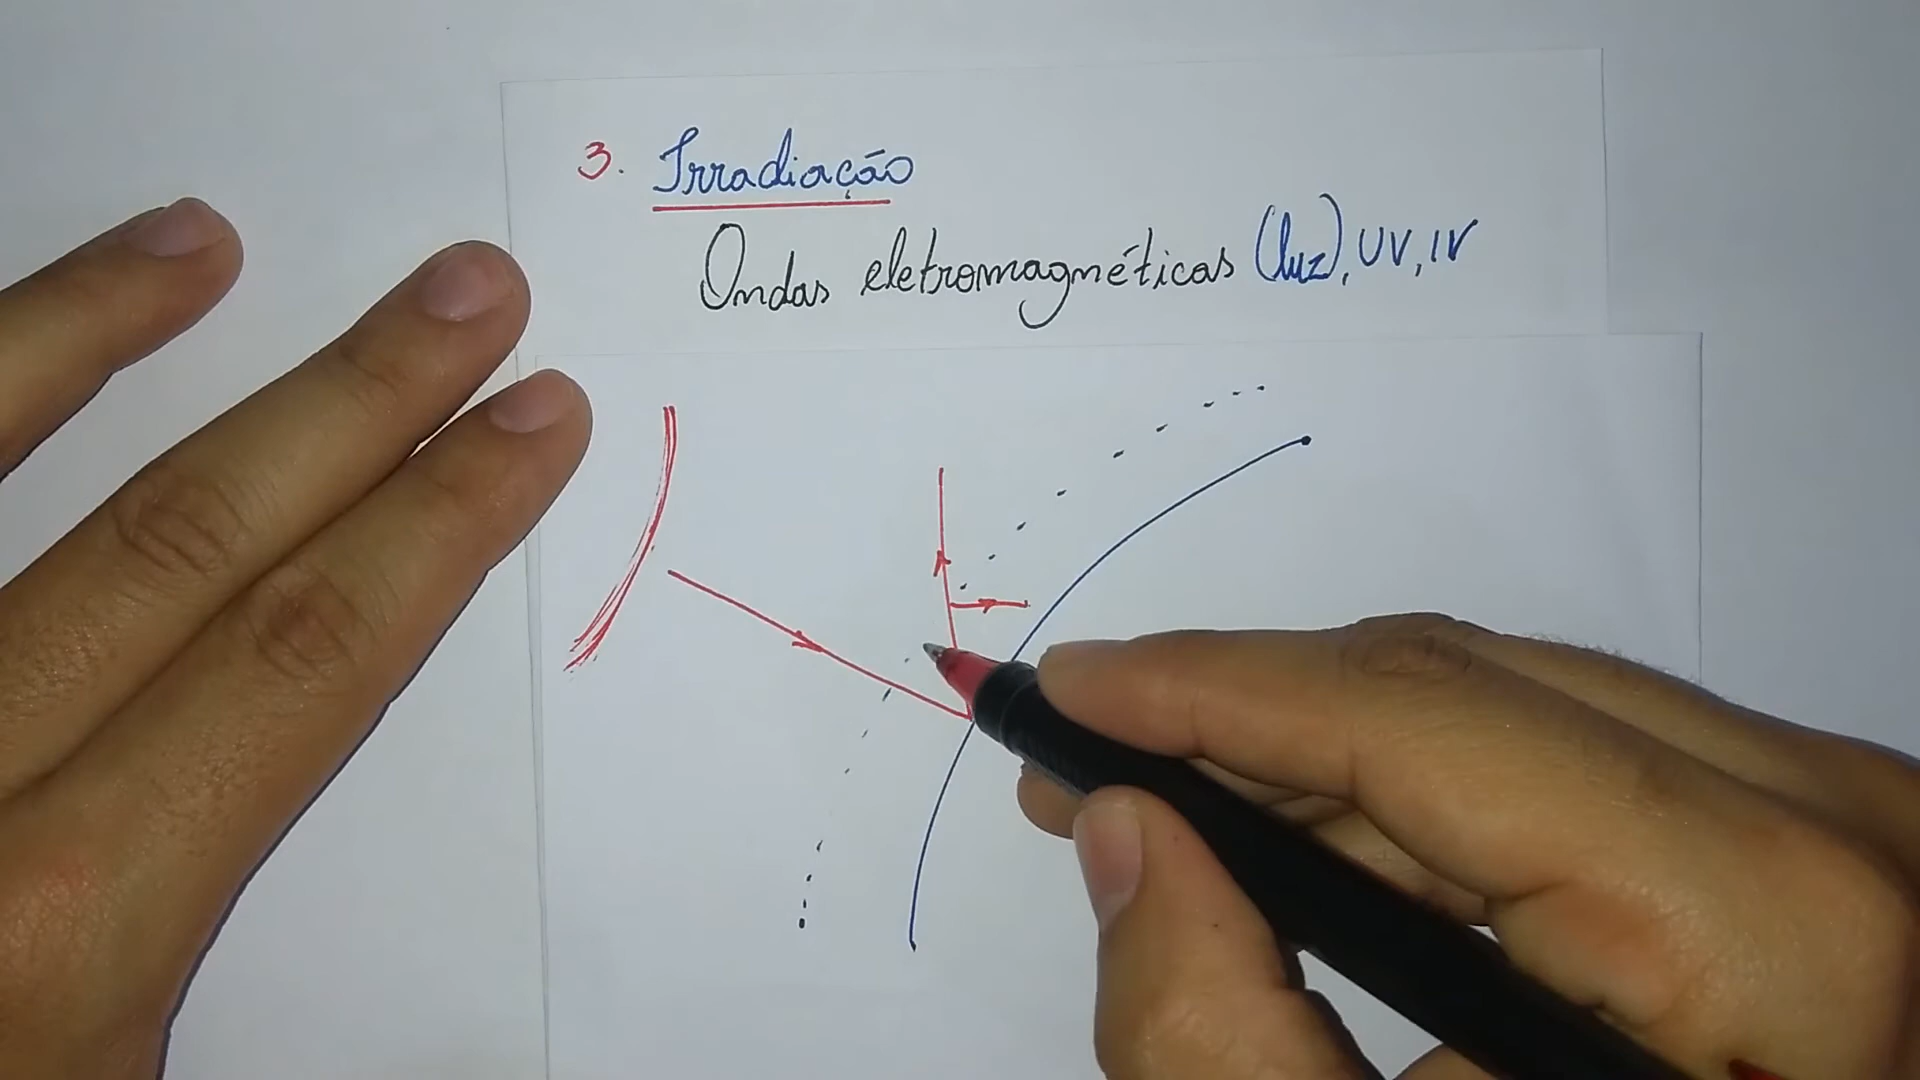 3. Irradiação
Ondas eletromagnéticas (luz), UV, IV